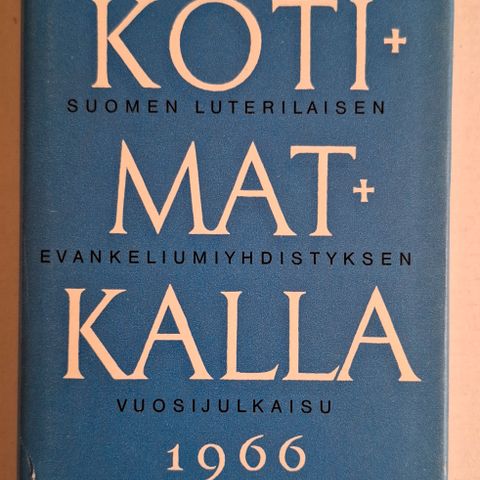 KOTI+
SUOMEN LUTERILAISEN
MAT+
EVANKELIUMIYHDISTYKSEN
KALLA
VUOSIJULKAISU
1966